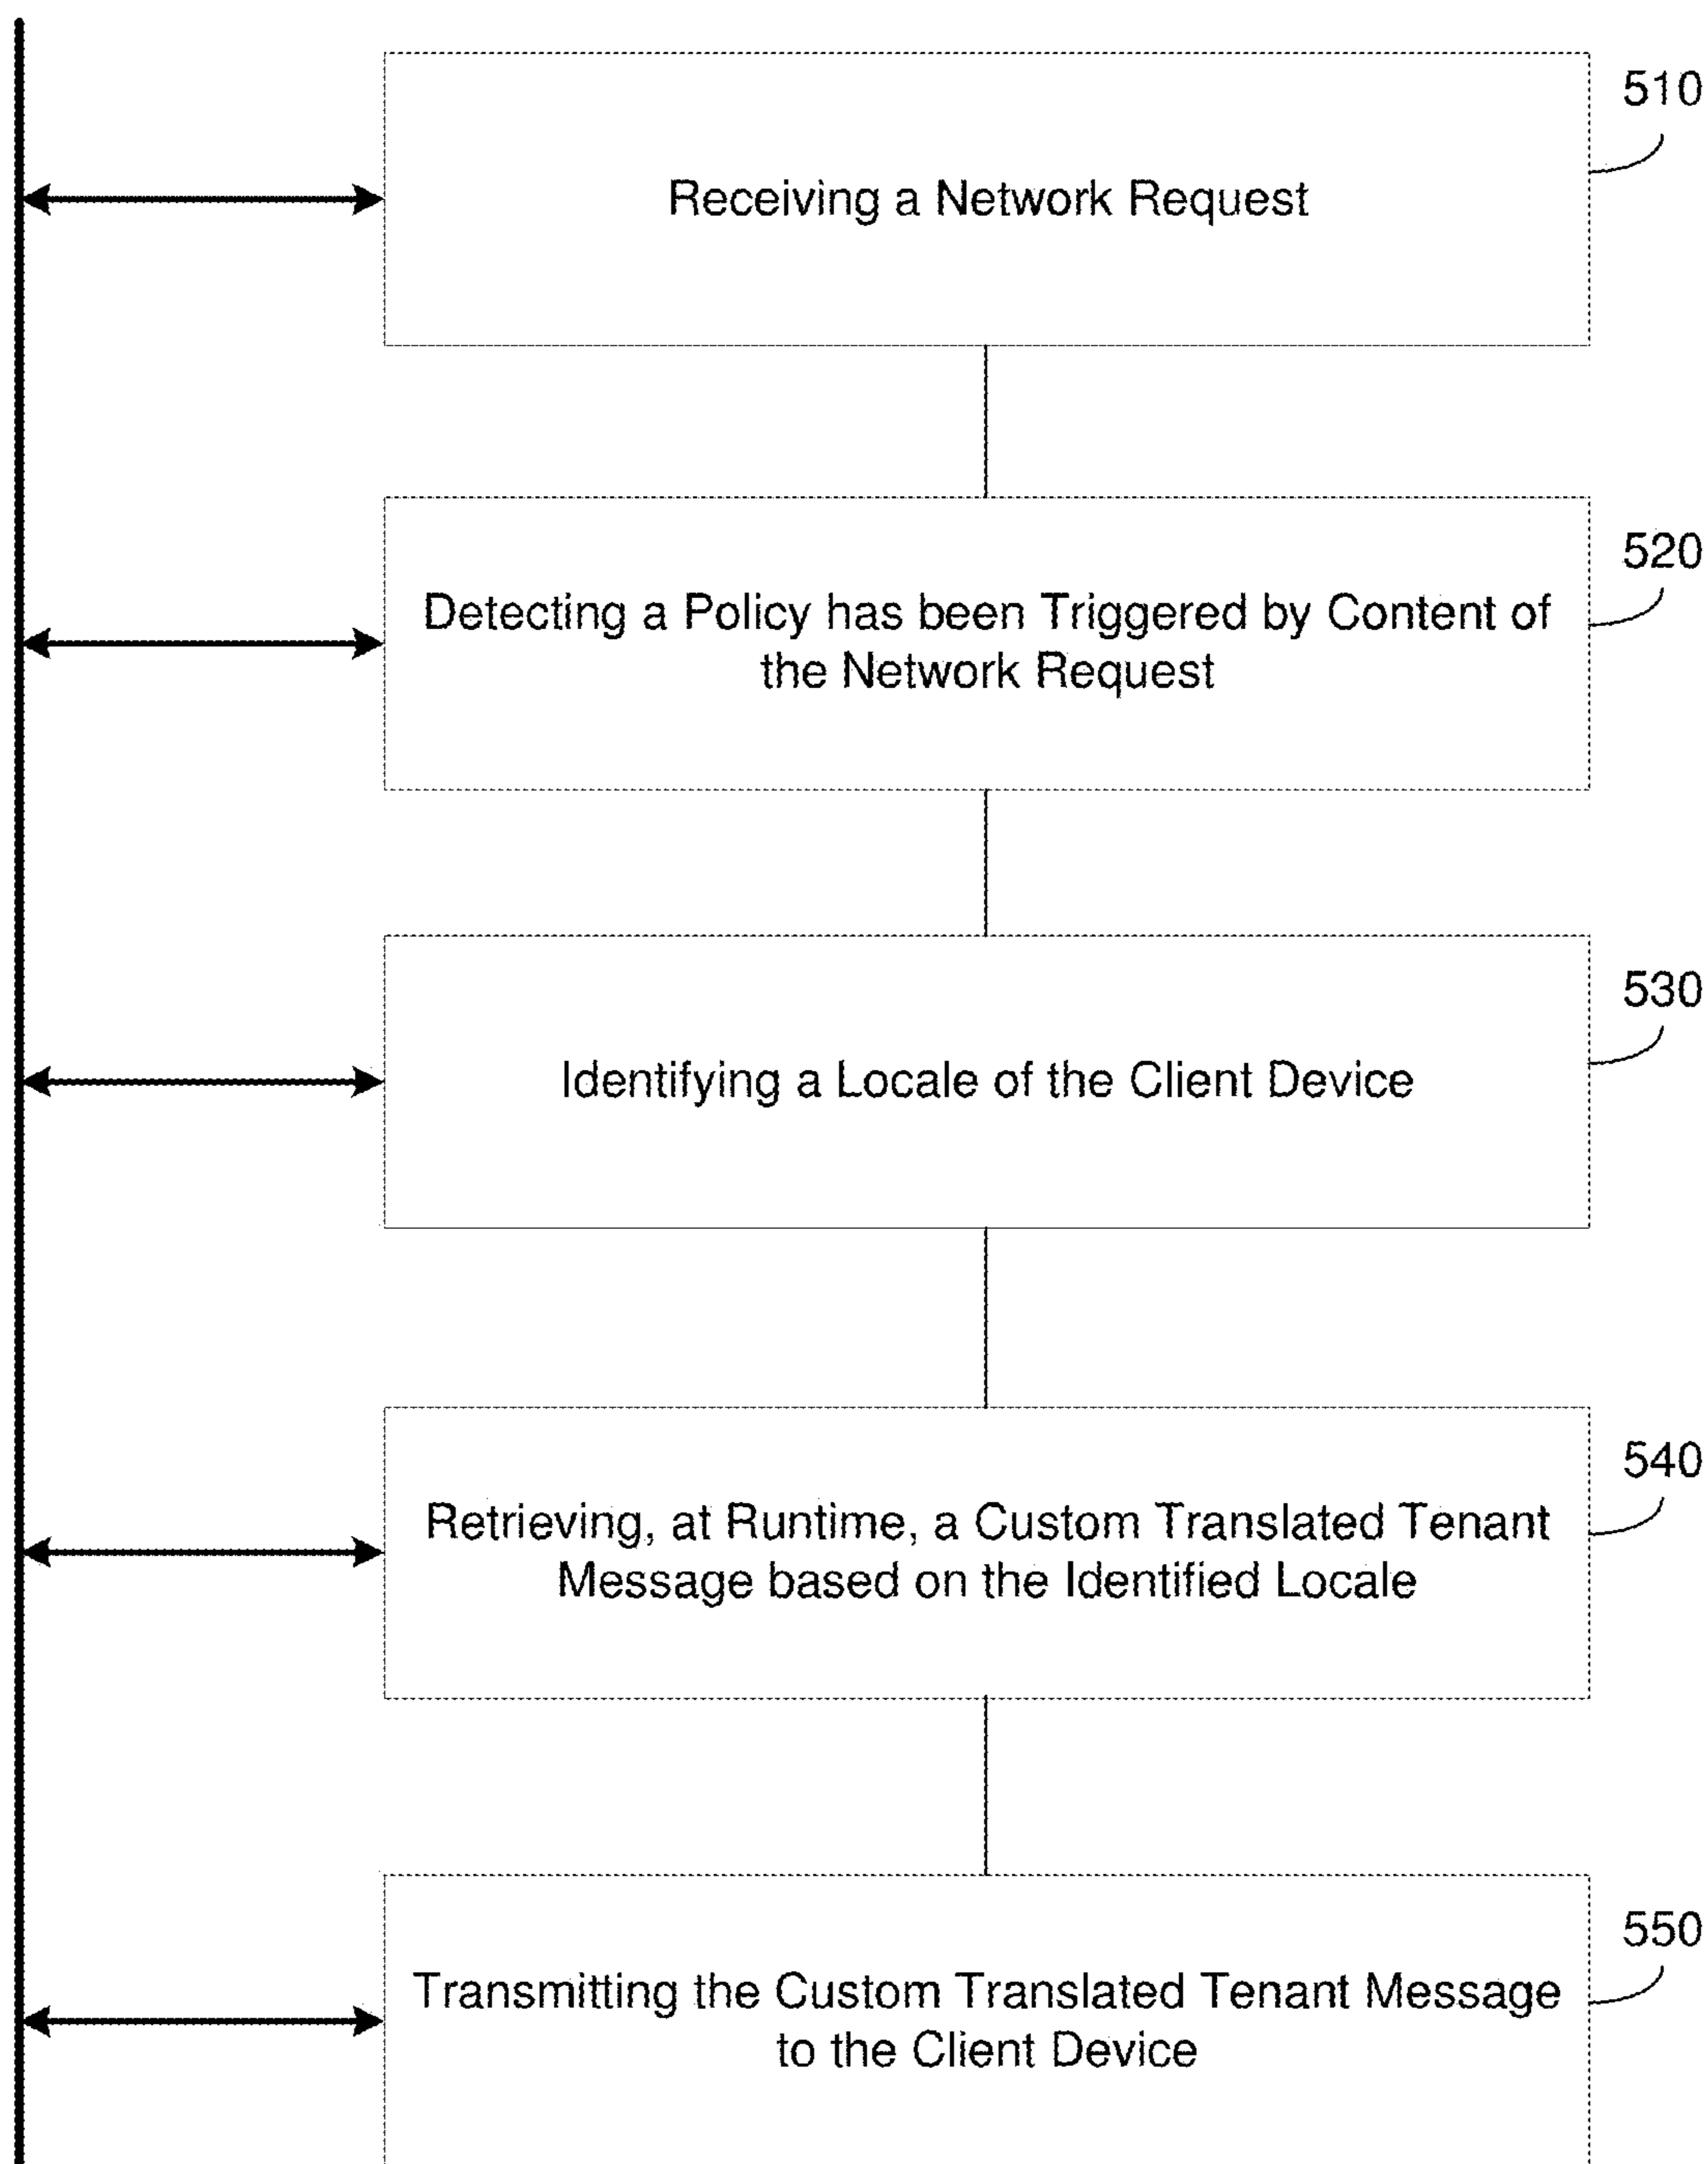 510
Receiving a Network Request
520
Detecting a Policy has been Triggered by Content of
the Network Request
530
Identifying a Locale of the Client Device
540
Retrieving, at Runtime, a Custom Translated Tenant
Message based on the Identified Locale
550
Transmitting the Custom Translated Tenant Message
to the Client Device